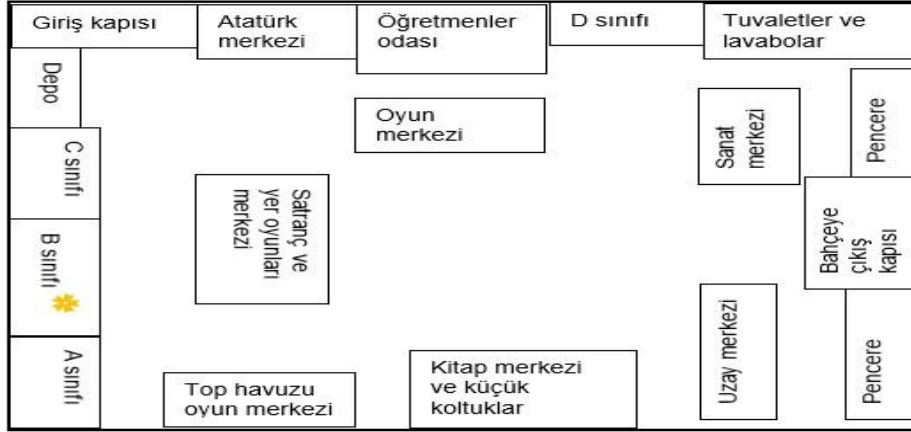 Giriş kapısı
Atatürk
merkezi
Öğretmenler
odası
D sınıfı
Tuvaletler ve
lavabolar
Depo
C sınıfı
B sınıfı
A sınıfı
Oyun
merkezi
Satranç ve
yer oyunları
merkezi
Sanat
merkezi
Pencere
Bahçeye
çıkış
kapısı
Uzay merkezi
Pencere
Top havuzu
oyun merkezi
Kitap merkezi
ve küçük
koltuklar